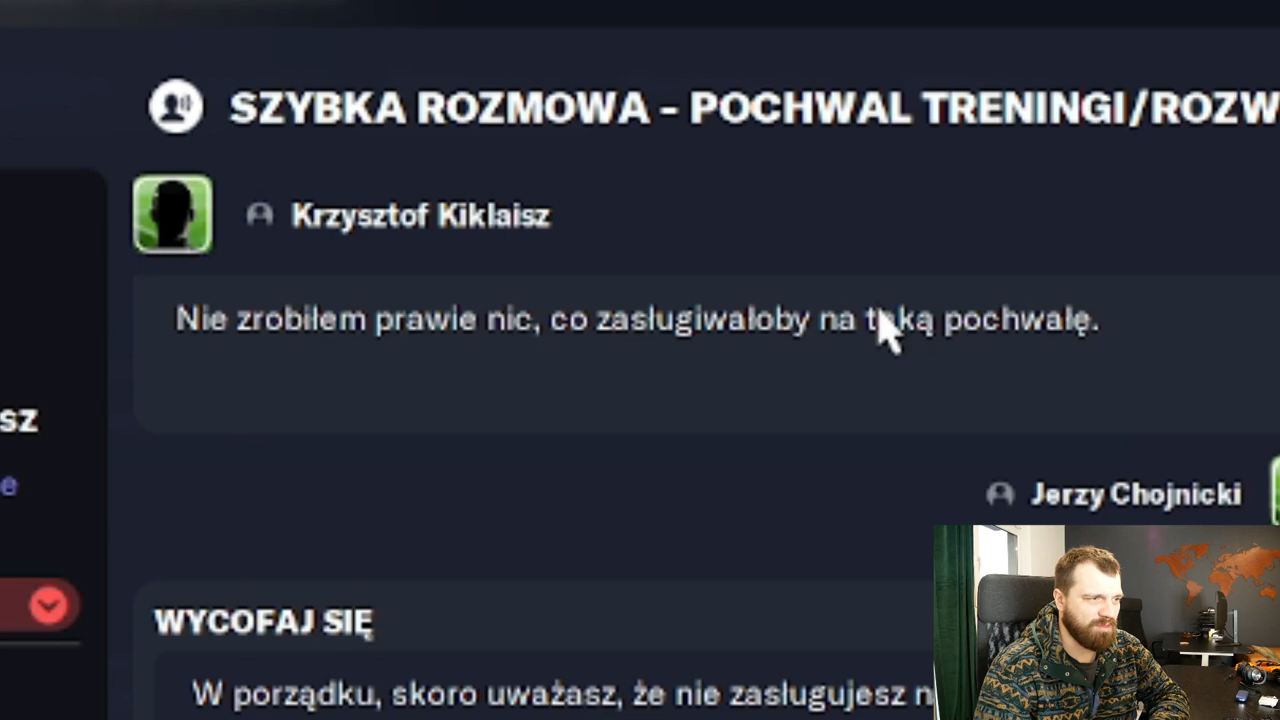 SZYBKA ROZMOWA - POCHWAL TRENINGI/ROZW
Krzysztof Kiklaisz
Nie zrobiłem prawie nic, co zasługiwałoby na taką pochwałę.
sz
e
Jerzy Chojnicki
WYCOFAJ SIĘ
W porządku, skoro uważasz, że nie zasługujesz n